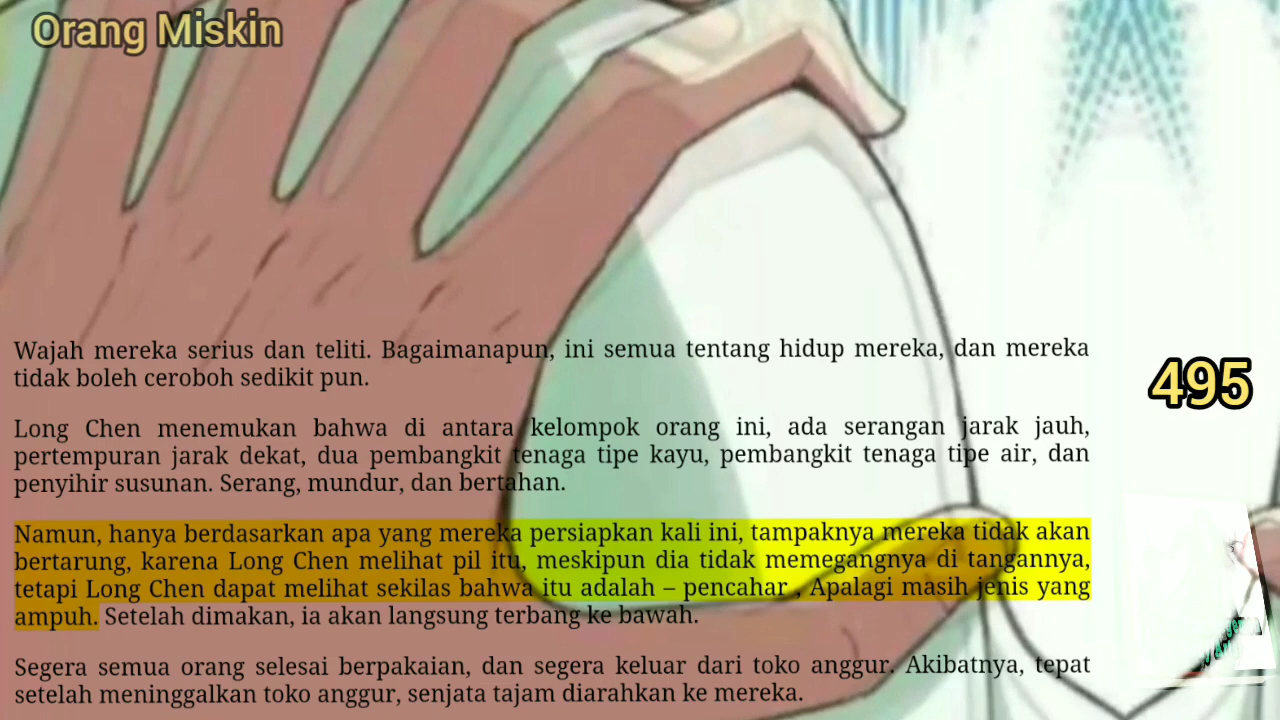 Orang Miskin
Wajah mereka serius dan teliti. Bagaimanapun, ini semua tentang hidup mereka, dan mereka
tidak boleh ceroboh sedikit pun.
495
Long Chen menemukan bahwa di antara kelompok orang ini, ada serangan jarak jauh,
pertempuran jarak dekat, dua pembangkit tenaga tipe kayu, pembangkit tenaga tipe air, dan
penyihir susunan. Serang, mundur, dan bertahan.
Namun, hanya berdasarkan apa yang mereka persiapkan kali ini, tampaknya mereka tidak akan
bertarung, karena Long Chen melihat pil itu, meskipun dia tidak memegangnya di tangannya,
tetapi Long Chen dapat melihat sekilas bahwa itu adalah – pencahar , Apalagi masih jenis yang
ampuh. Setelah dimakan, ia akan langsung terbang ke bawah.
Segera semua orang selesai berpakaian, dan segera keluar dari toko anggur. Akibatnya, tepat
setelah meninggalkan toko anggur, senjata tajam diarahkan ke mereka.